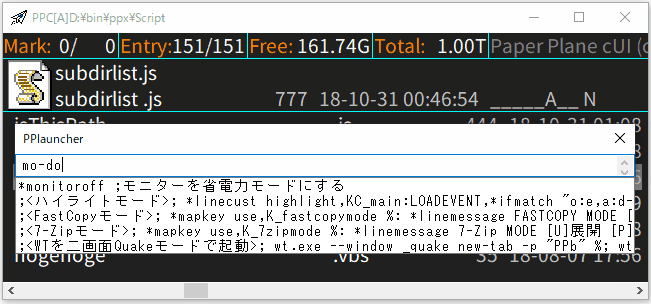 PPC[A]D:¥bin¥ppx¥Script
Mark: 0/ 0 Entry:151/151 Free: 161.74G Total: 1.00T Paper Plane cUI (c
subdirlist.js
subdirlist .js 777 18-10-31 00:46:54 _____A__ N
PPlauncher
mo-do
*monitoroff ;モニターを省電力モードにする
;<ハイライトモード>; *linecust highlight,KC_main:LOADEVENT,*ifmatch "o:e,a:d-
;<FastCopyモード>; *mapkey use,K_fastcopymode %: *linemessage FASTCOPY MODE [
;<7-Zipモード>; *mapkey use,K_7zipmode %: *linemessage 7-Zip MODE [U]展開 [P]
;<WTを二画面Quakeモードで起動>; wt.exe --window _quake new-tab -p "PPb" %; wt
hogehoge .vbs 35 18-08-07 17:56